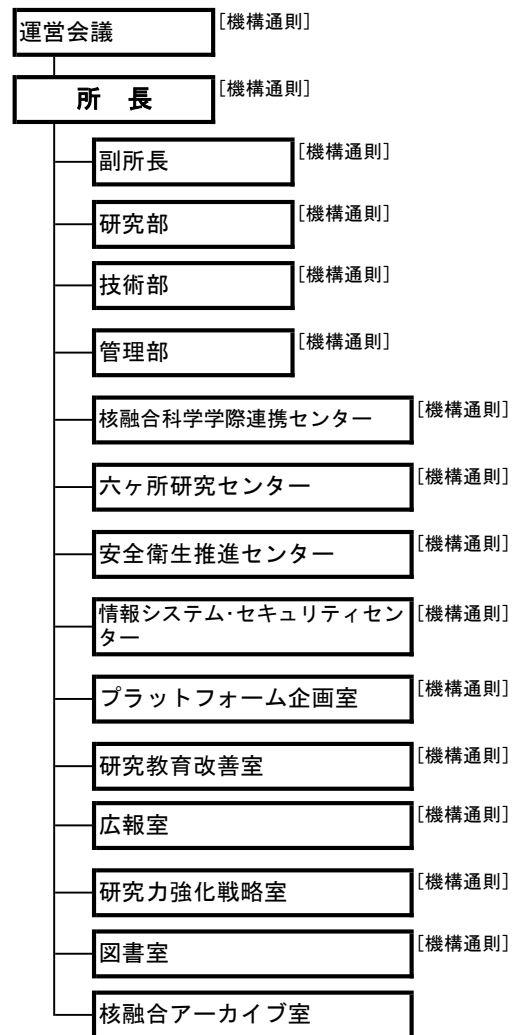 運営会議
[機構通則]
所 長
[機構通則]
副所長
[機構通則]
研究部
[機構通則]
技術部
[機構通則]
管理部
[機構通則]
核融合科学学際連携センター
[機構通則]
六ヶ所研究センター
[機構通則]
安全衛生推進センター
[機構通則]
情報システム･セキュリティセン
ター
[機構通則]
プラットフォーム企画室
[機構通則]
研究教育改善室
[機構通則]
広報室
[機構通則]
研究力強化戦略室
[機構通則]
図書室
[機構通則]
核融合アーカイブ室